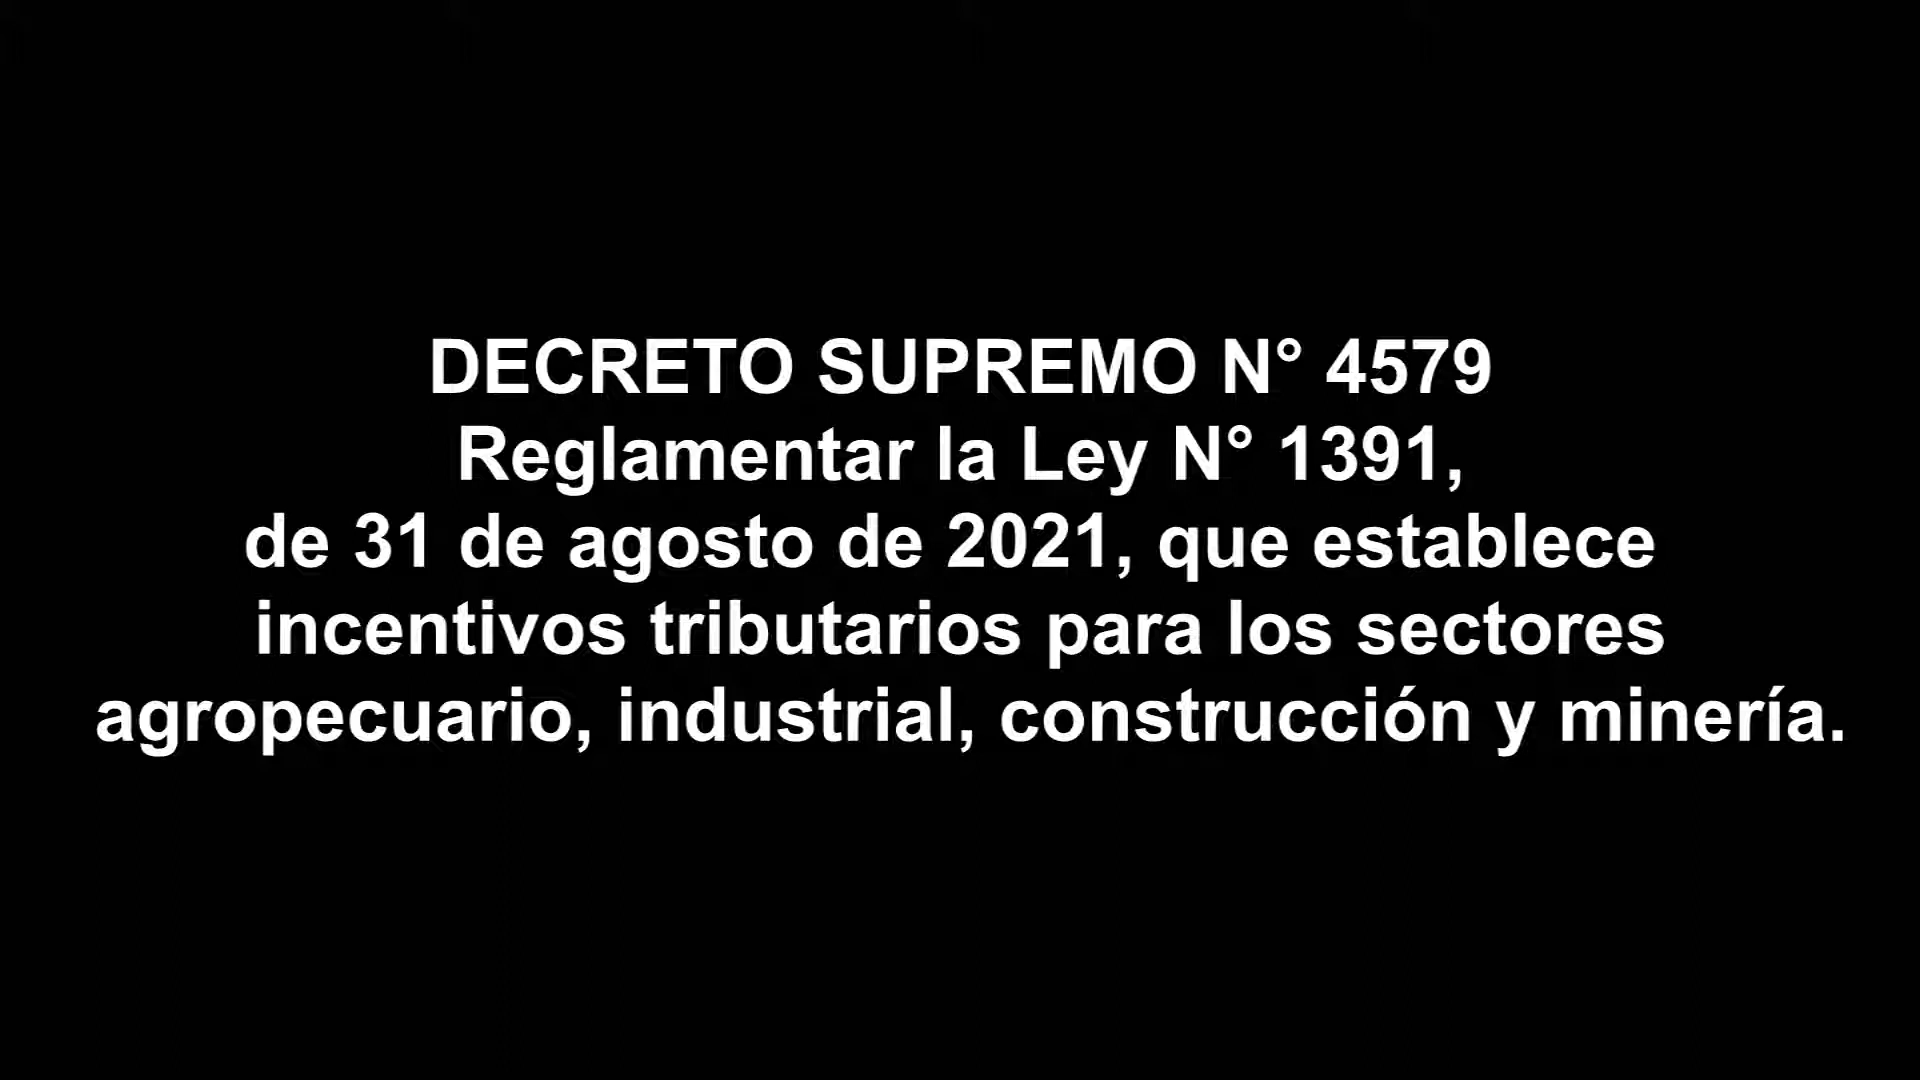 DECRETO SUPREMO N° 4579
Reglamentar la Ley N° 1391,
de 31 de agosto de 2021, que establece
incentivos tributarios para los sectores
agropecuario, industrial, construcción y minería.